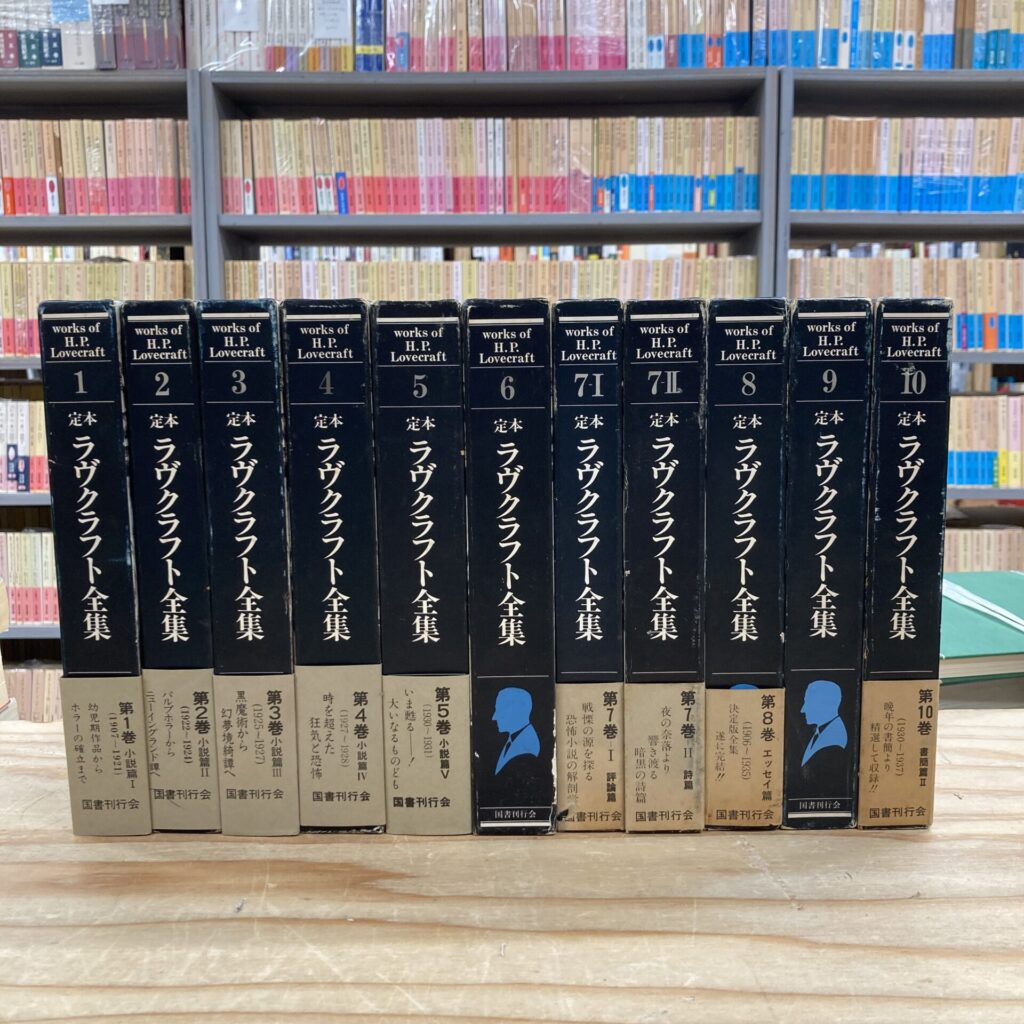 works of
H. P.
Lovecraft
1
定本
ラヴクラフト全集
第1巻 小説篇 I
(1907〜1921)
幼児期作品から
ホラーの確立まで
国書刊行会
works of
H. P.
Lovecraft
2
定本
ラヴクラフト全集
第2巻 小説篇 II
(1922〜1924)
パルプホラーから
ニューイングランド譚へ
国書刊行会
works of
H. P.
Lovecraft
3
定本
ラヴクラフト全集
第3巻 小説篇 III
(1925〜1927)
黒魔術から
幻夢境綺譚へ
国書刊行会
works of
H. P.
Lovecraft
4
定本
ラヴクラフト全集
第4巻 小説篇 IV
(1927〜1928)
時を超えた
狂気と恐怖
国書刊行会
works of
H. P.
Lovecraft
5
定本
ラヴクラフト全集
第5巻 小説篇 V
(1930〜1931)
いま甦る——!
大いなるものども
国書刊行会
works of
H. P.
Lovecraft
6
定本
ラヴクラフト全集
国書刊行会
works of
H. P.
Lovecraft
7-I
定本
ラヴクラフト全集
第7巻-I 評論篇
戦慄の源を探る
恐怖小説の解剖学
国書刊行会
works of
H. P.
Lovecraft
7-II
定本
ラヴクラフト全集
第7巻-II 詩篇
夜の奈落より
響き渡る
暗黒の詩篇
国書刊行会
works of
H. P.
Lovecraft
8
定本
ラヴクラフト全集
第8巻 エッセイ篇
(1906〜1935)
決定版全集
遂に完結!!
国書刊行会
works of
H. P.
Lovecraft
9
定本
ラヴクラフト全集
国書刊行会
works of
H. P.
Lovecraft
10
定本
ラヴクラフト全集
第10巻 書簡篇 II
(1930〜1937)
晩年の書簡より
精選して収録!!
国書刊行会